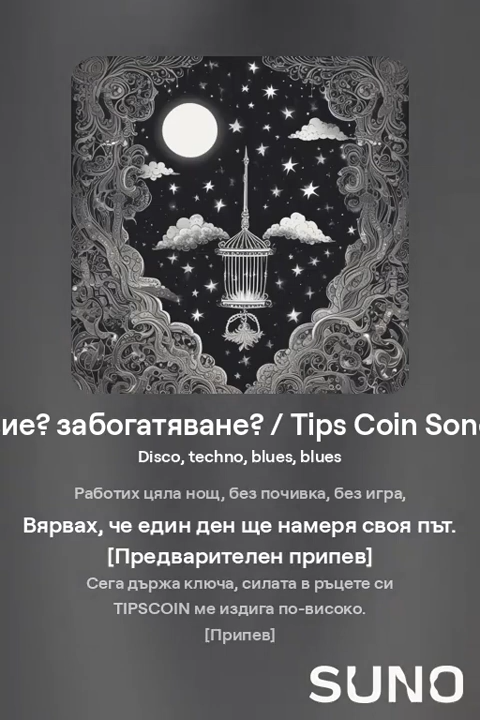 ие? забогатяване? / Tips Coin Son
Disco, techno, blues, blues
Работих цяла нощ, без почивка, без игра,
Вярвах, че един ден ще намеря своя път.
[Предварителен припев]
Сега държа ключа, силата в ръцете си
TIPSCOIN ме издига по-високо.
[Припев]
SUNO